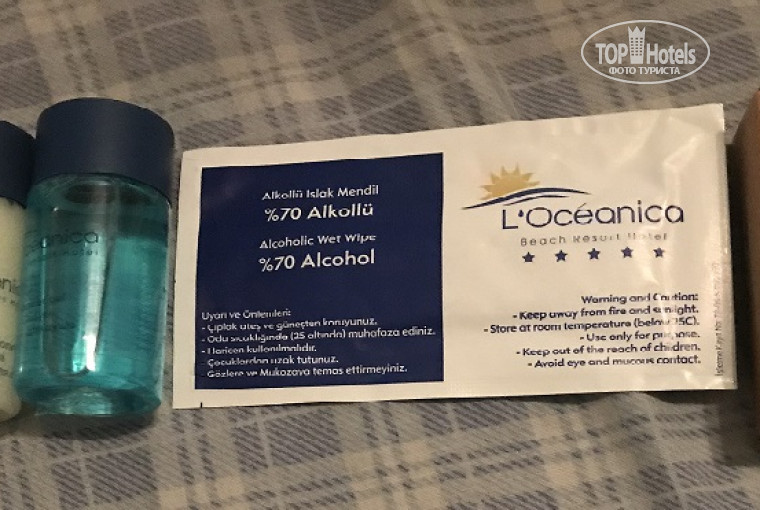 TOP Hotels
ФОТО ТУРИСТА
Océanica
Alkollü Islak Mendil
%70 Alkollü
Alcoholic Wet Wipe
%70 Alcohol
Uyarı ve Önlemler:
- Çıplak ateş ve güneşten koruyunuz.
- Oda sıcaklığında (25 altında) muhafaza ediniz.
- Haricen kullanılmalıdır.
- Çocuklardan uzak tutunuz.
- Gözlere ve Mukozaya temas ettirmeyiniz.
L'Océanica
Beach Resort Hotel
Warning and Caution:
- Keep away from fire and sunlight.
- Store at room temperature (below 25C).
- Use only for purpose.
- Keep out of the reach of children.
- Avoid eye and mucous contact.